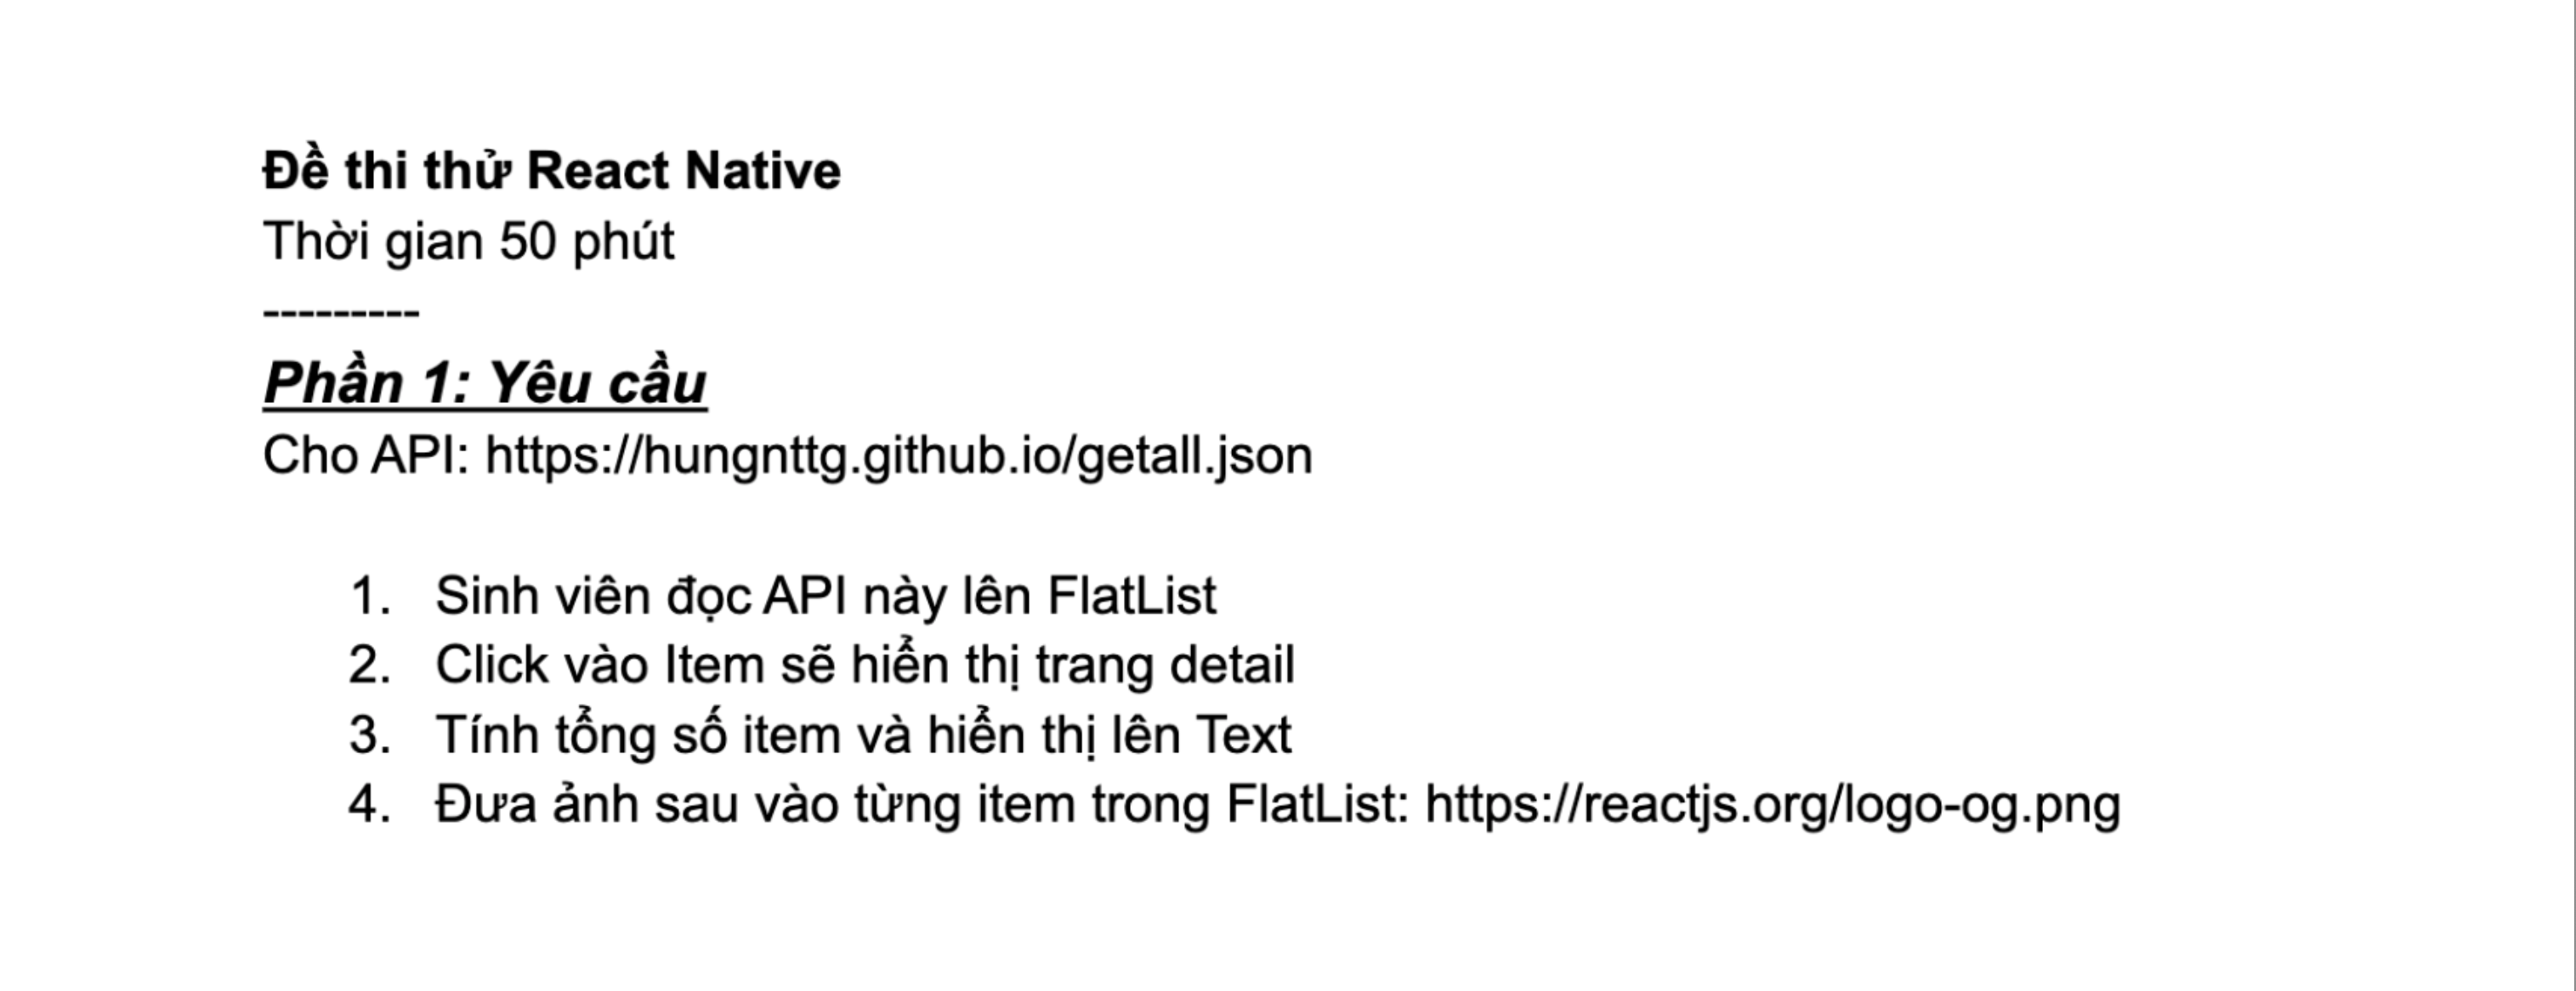 Đề thi thử React Native
Thời gian 50 phút
---------
Phần 1: Yêu cầu
Cho API: https://hungnttg.github.io/getall.json
1. Sinh viên đọc API này lên FlatList
2. Click vào Item sẽ hiển thị trang detail
3. Tính tổng số item và hiển thị lên Text
4. Đưa ảnh sau vào từng item trong FlatList: https://reactjs.org/logo-og.png